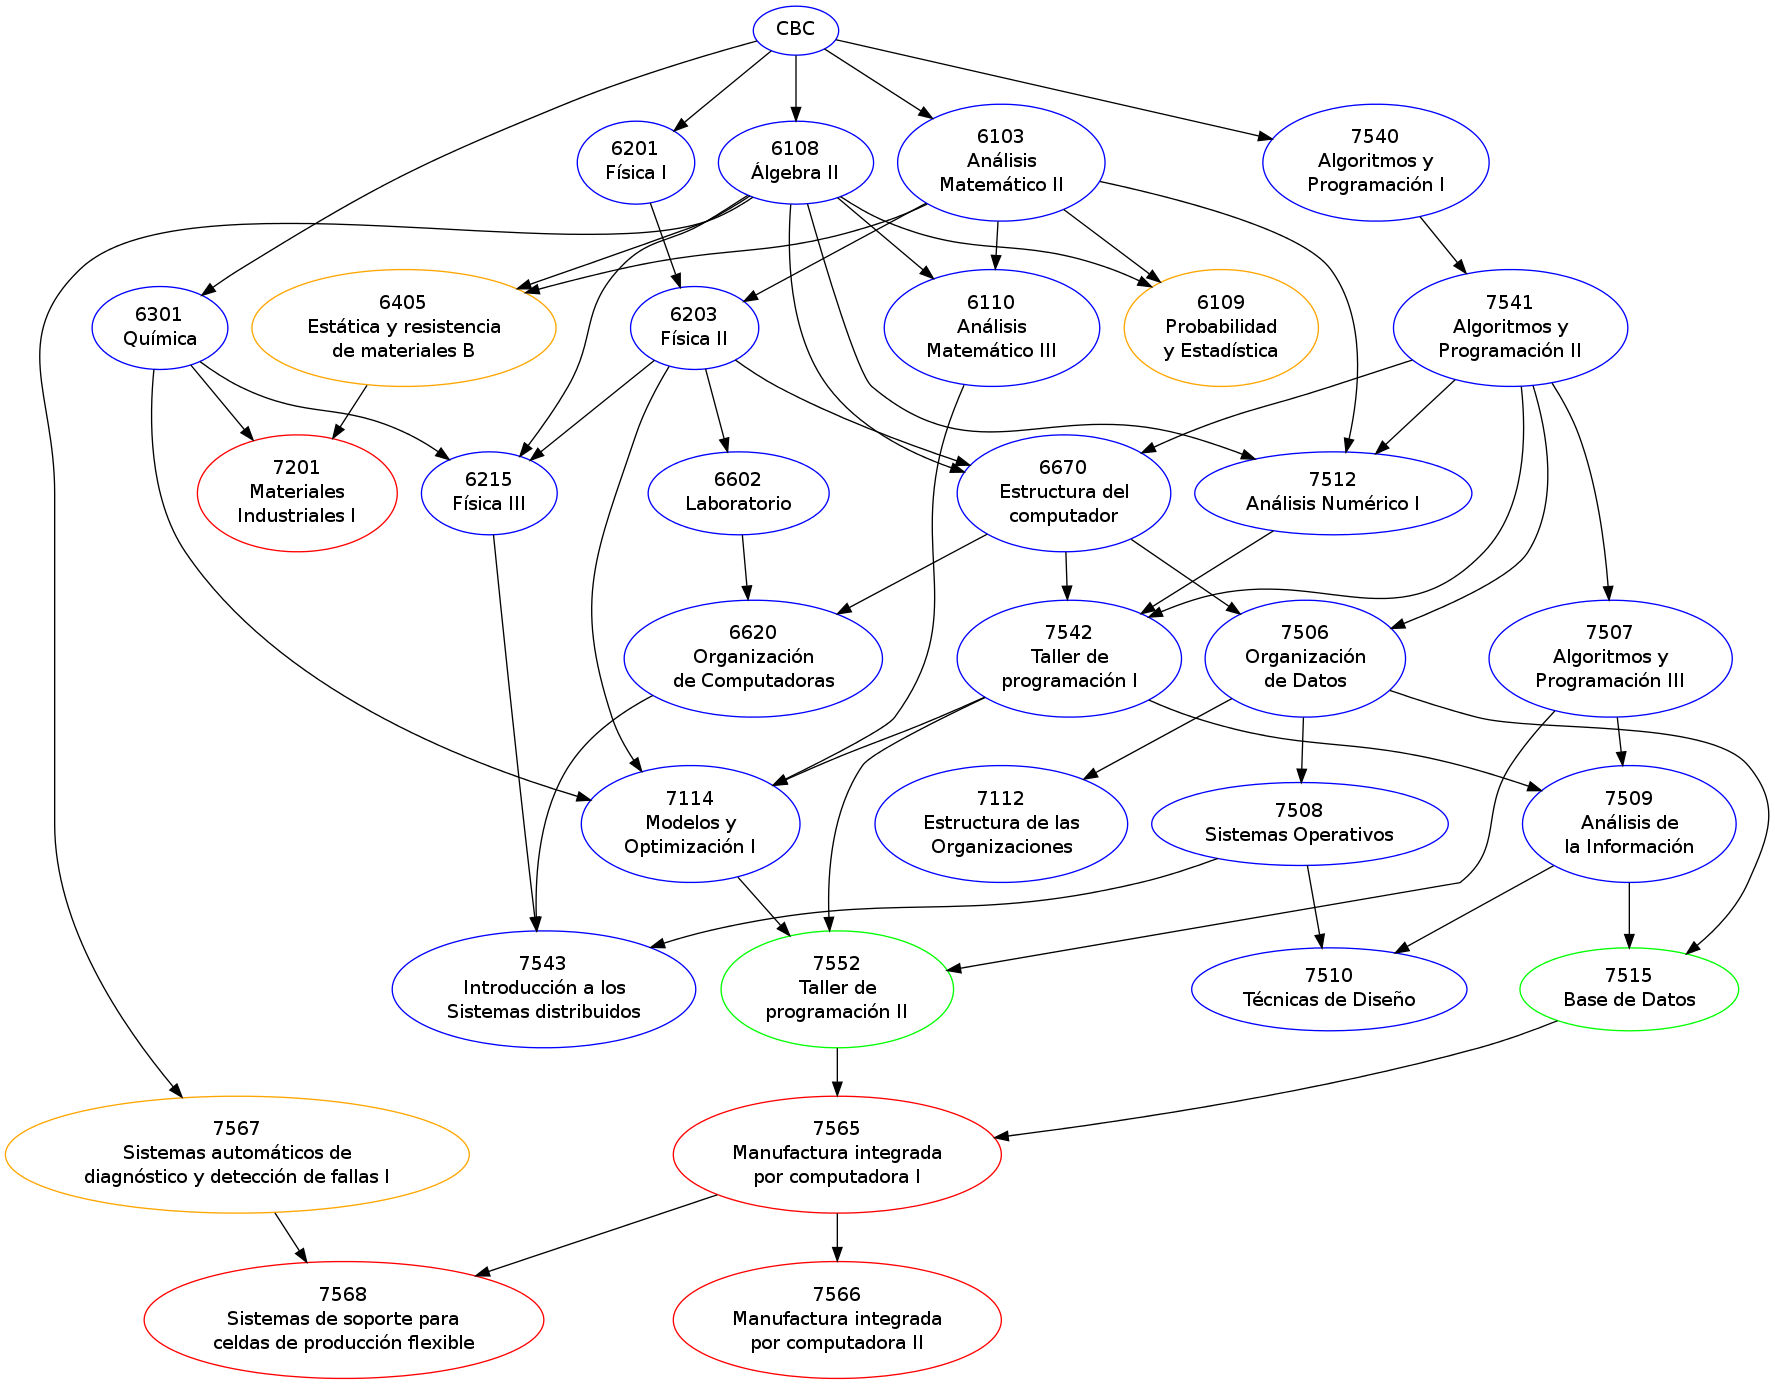 CBC
6201
Física I
6108
Álgebra II
6103
Análisis
Matemático II
7540
Algoritmos y
Programación I
6301
Química
6405
Estática y resistencia
de materiales B
6203
Física II
6110
Análisis
Matemático III
6109
Probabilidad
y Estadística
7541
Algoritmos y
Programación II
7201
Materiales
Industriales I
6215
Física III
6602
Laboratorio
6670
Estructura del
computador
7512
Análisis Numérico I
6620
Organización
de Computadoras
7542
Taller de
programación I
7506
Organización
de Datos
7507
Algoritmos y
Programación III
7114
Modelos y
Optimización I
7112
Estructura de las
Organizaciones
7508
Sistemas Operativos
7509
Análisis de
la Información
7543
Introducción a los
Sistemas distribuidos
7552
Taller de
programación II
7510
Técnicas de Diseño
7515
Base de Datos
7567
Sistemas automáticos de
diagnóstico y detección de fallas I
7565
Manufactura integrada
por computadora I
7568
Sistemas de soporte para
celdas de producción flexible
7566
Manufactura integrada
por computadora II